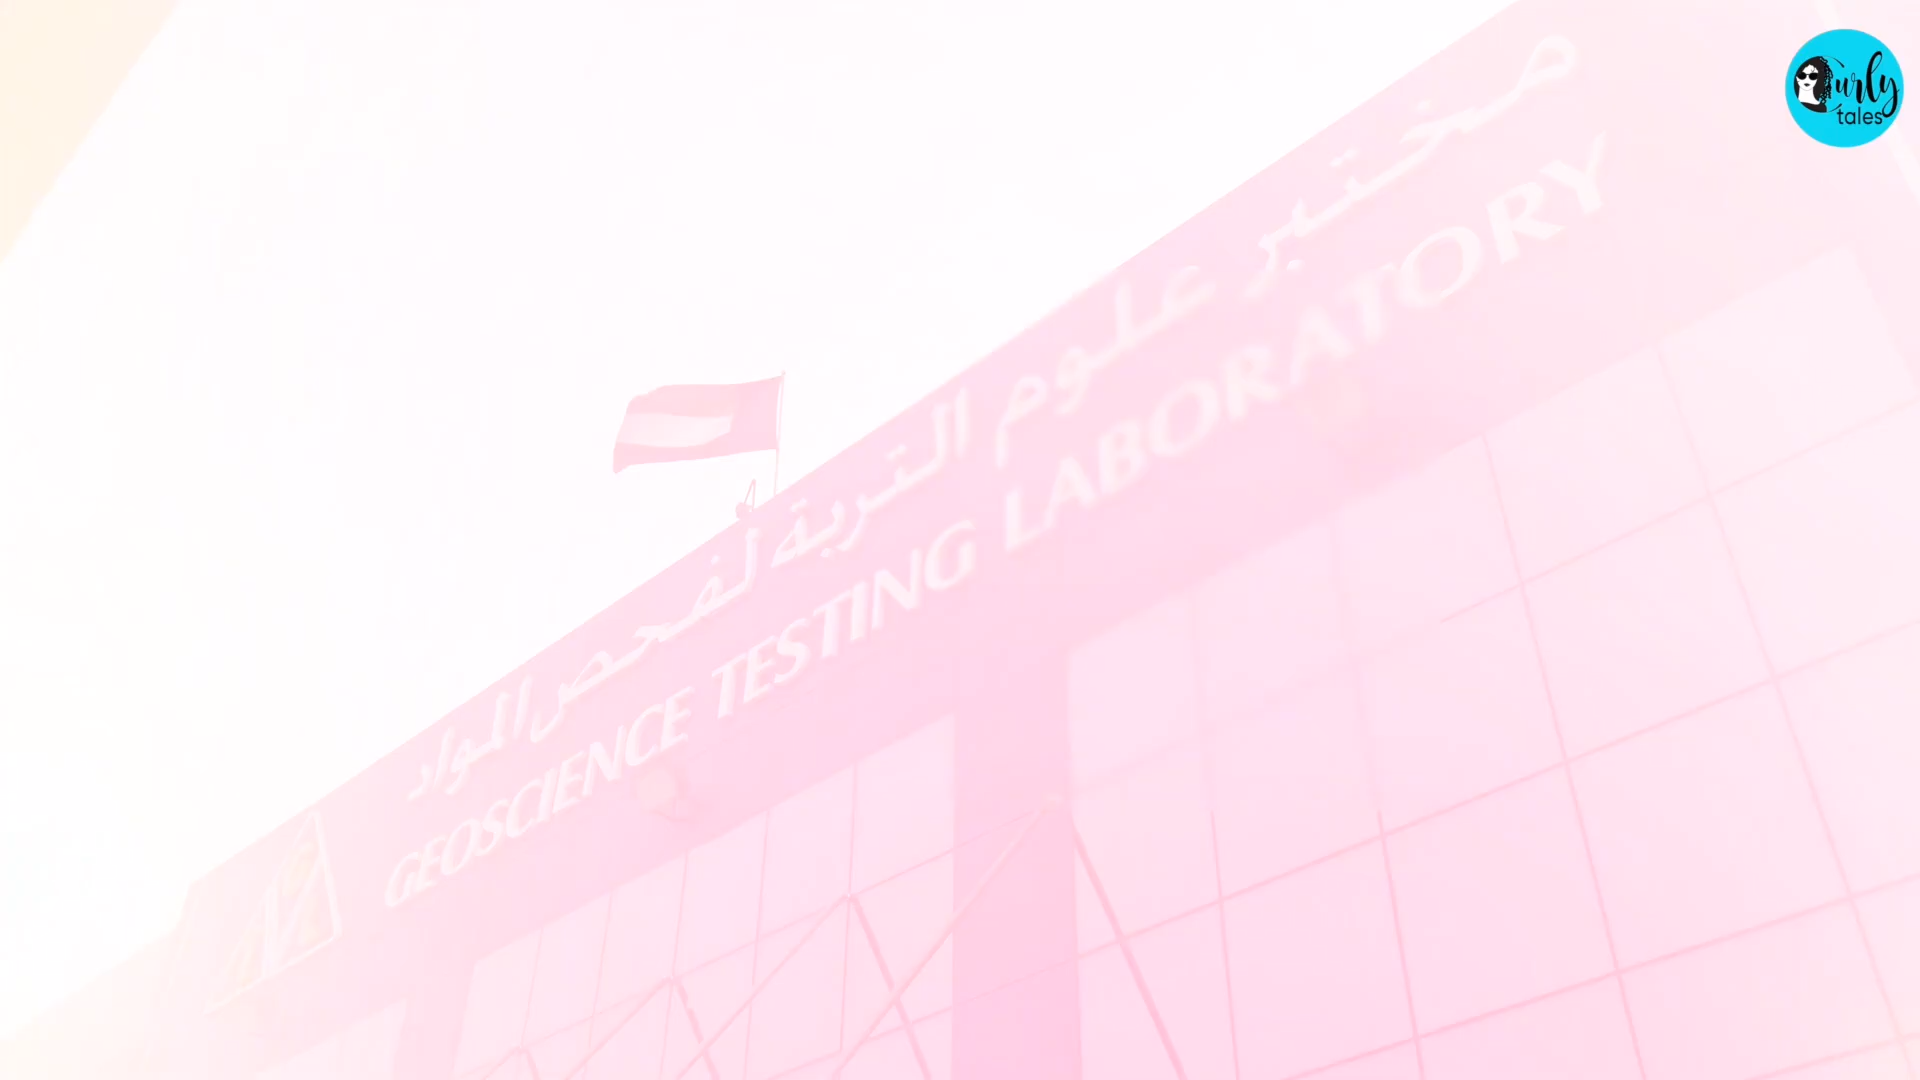 مختبر علوم التربة لفحص المواد
GEOSCIENCE TESTING LABORATORY
Curly
tales